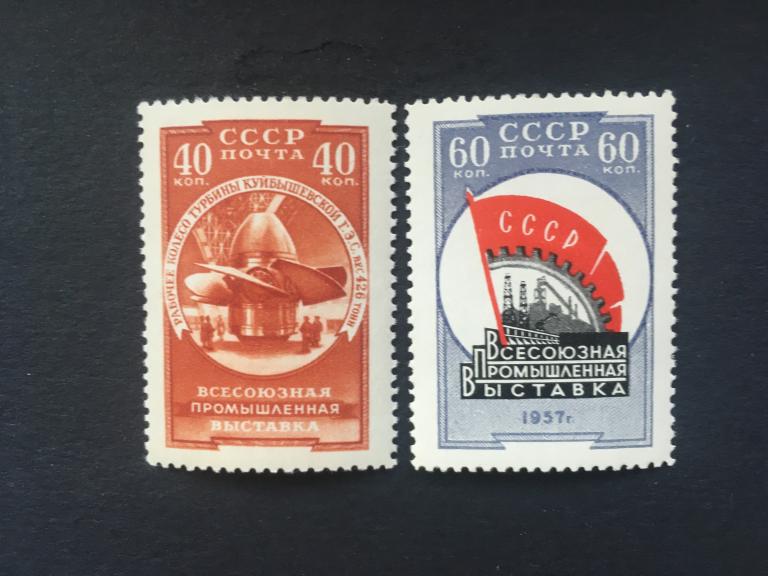 СССР
ПОЧТА
40 40
КОП. КОП.
РАБОЧЕЕ КОЛЕСО ТУРБИНЫ КУЙБЫШЕВСКОЙ Г.Э.С. ВЕС 426 ТОНН
ВСЕСОЮЗНАЯ
ПРОМЫШЛЕННАЯ
ВЫСТАВКА
СССР
ПОЧТА
60 60
КОП. КОП.
СССР
ВСЕСОЮЗНАЯ
ПРОМЫШЛЕННАЯ
ВЫСТАВКА
1957г.